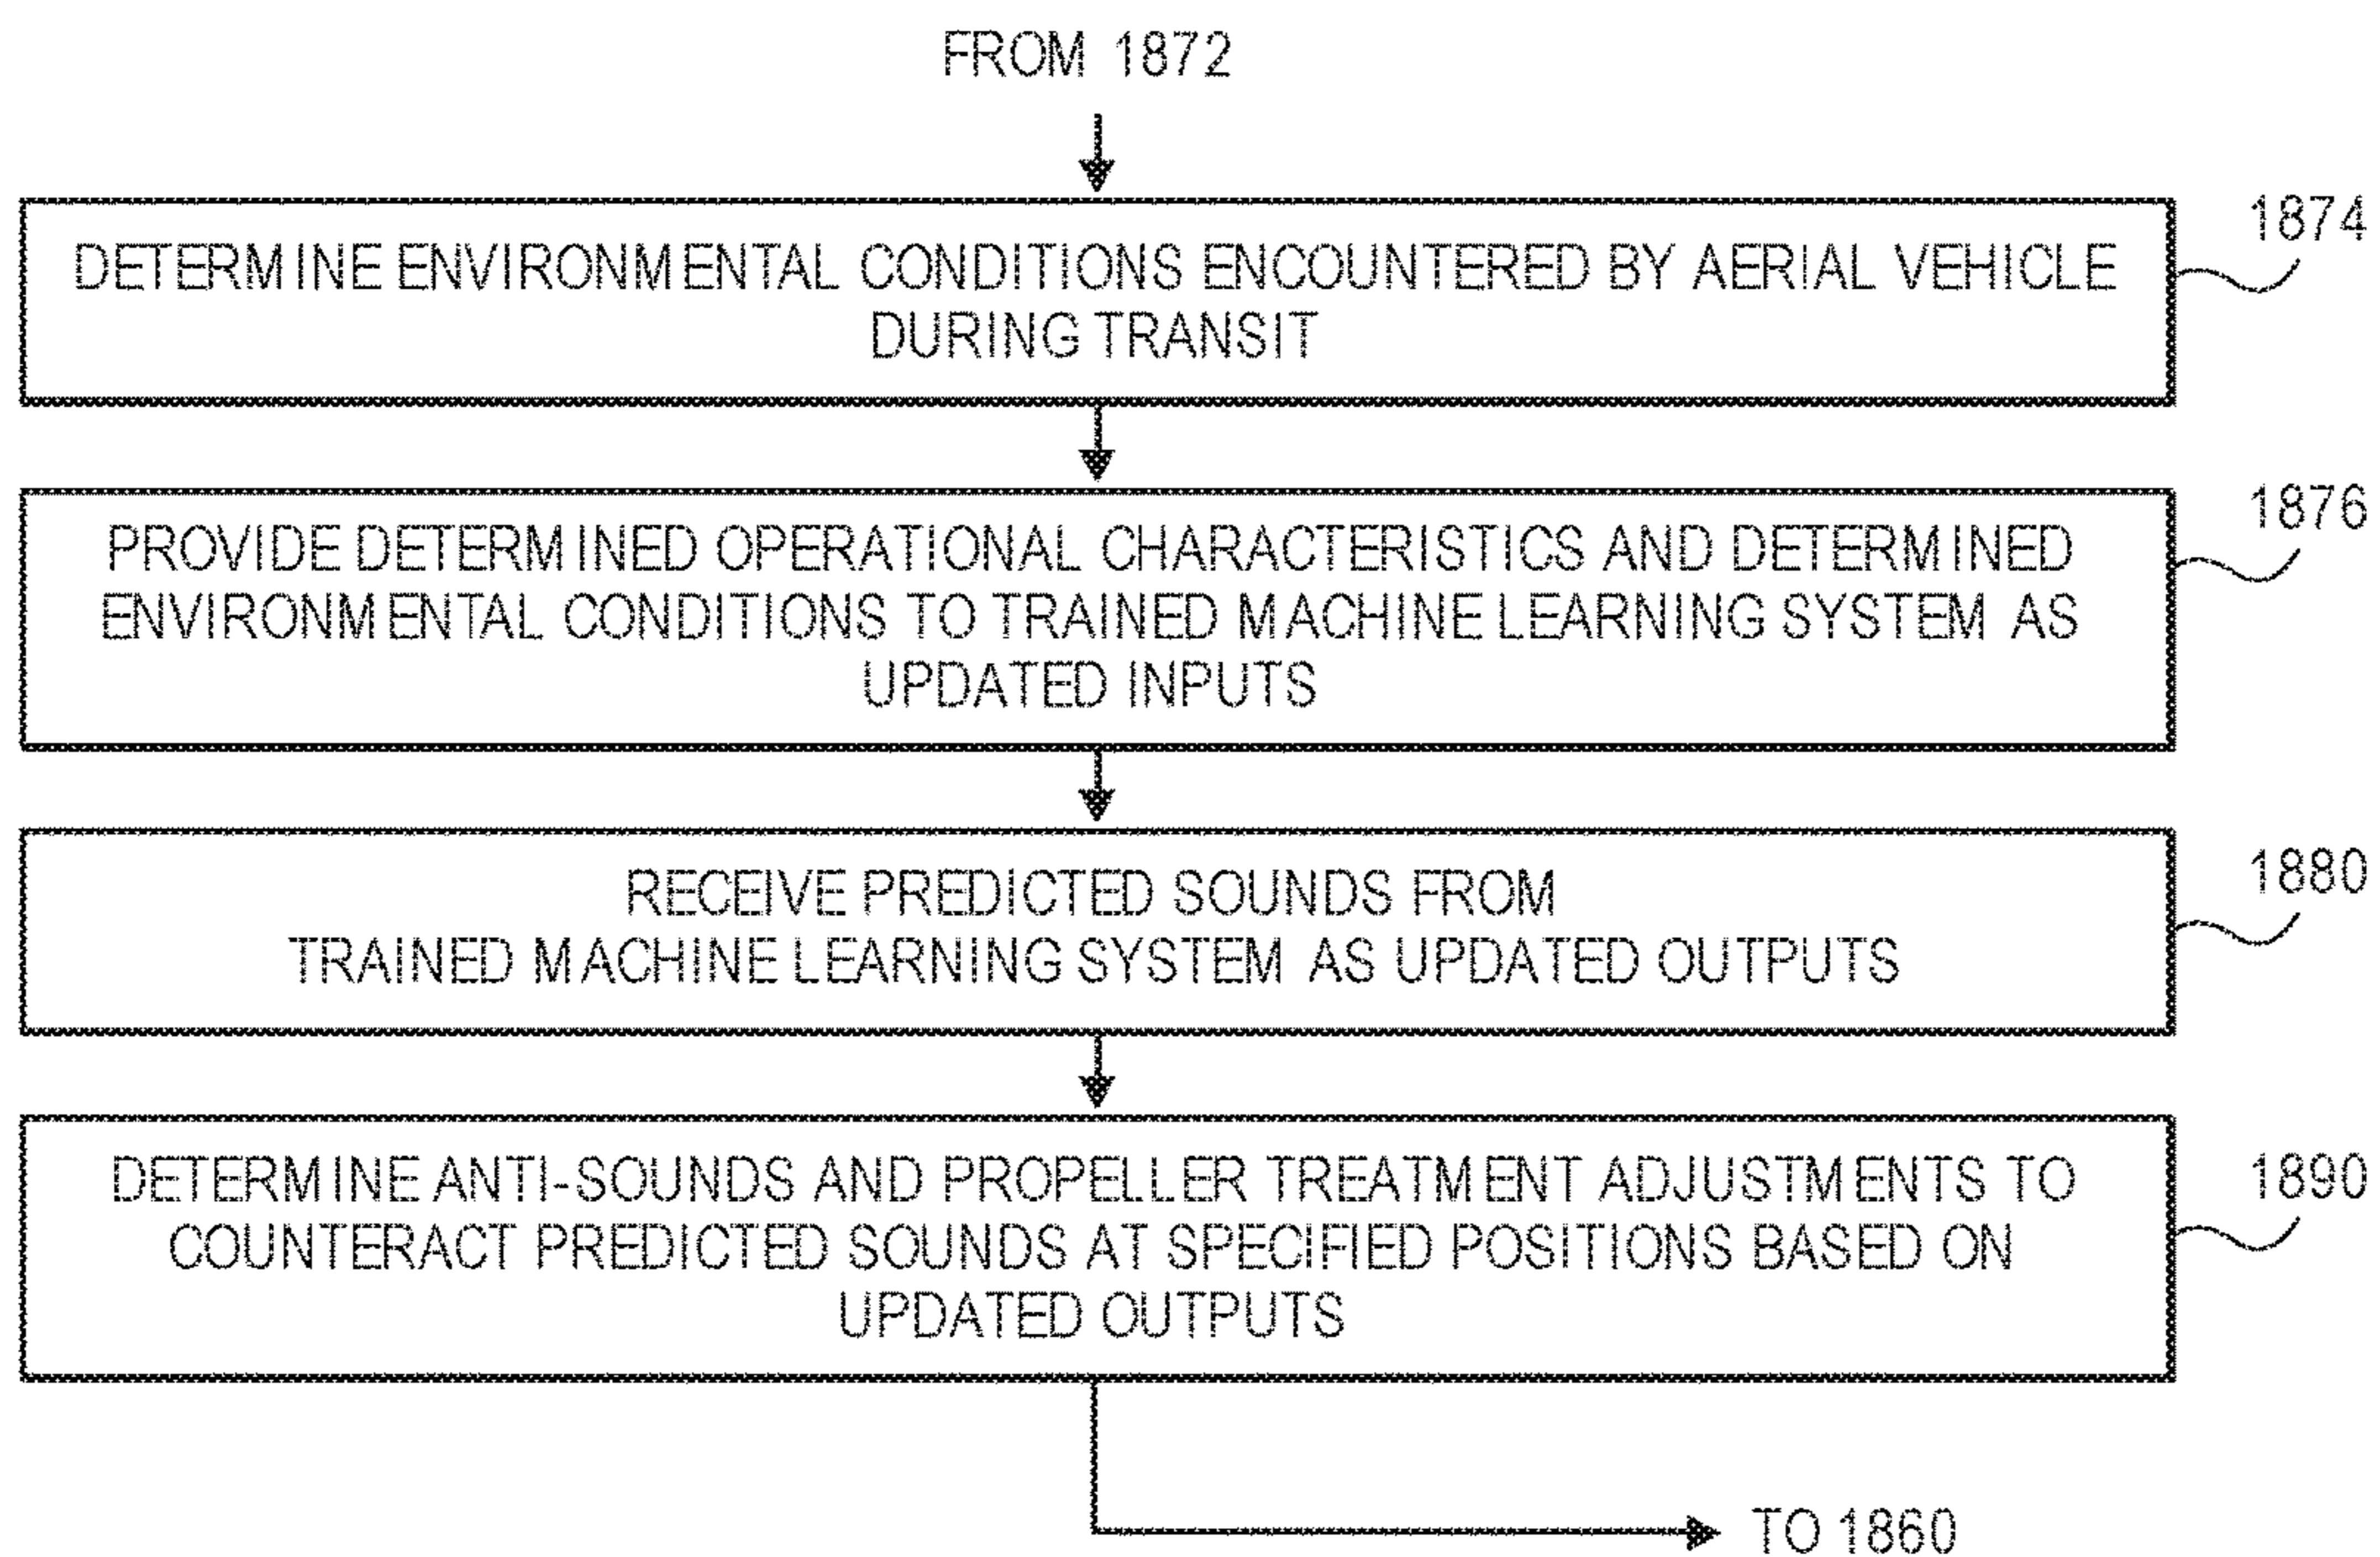 FROM 1872
1874
DETERMINE ENVIRONMENTAL CONDITIONS ENCOUNTERED BY AERIAL VEHICLE
DURING TRANSIT
1876
PROVIDE DETERMINED OPERATIONAL CHARACTERISTICS AND DETERMINED
ENVIRONMENTAL CONDITIONS TO TRAINED MACHINE LEARNING SYSTEM AS
UPDATED INPUTS
1880
RECEIVE PREDICTED SOUNDS FROM
TRAINED MACHINE LEARNING SYSTEM AS UPDATED OUTPUTS
1890
DETERMINE ANTI-SOUNDS AND PROPELLER TREATMENT ADJUSTMENTS TO
COUNTERACT PREDICTED SOUNDS AT SPECIFIED POSITIONS BASED ON
UPDATED OUTPUTS
TO 1860